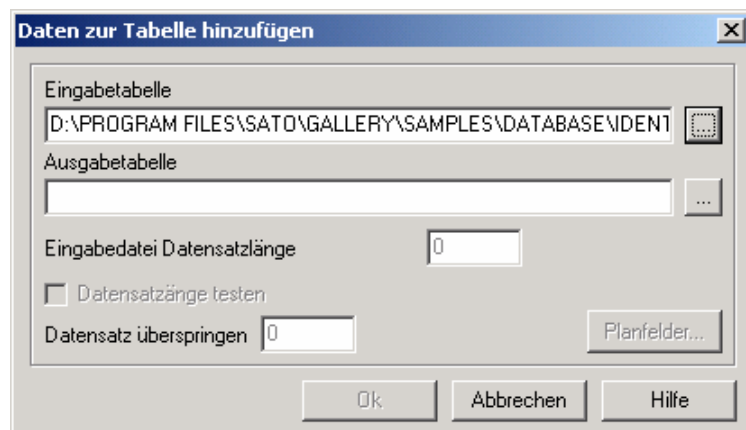 Daten zur Tabelle hinzufügen
Eingabetabelle
D:\PROGRAM FILES\SATO\GALLERY\SAMPLES\DATABASE\IDENT
...
Ausgabetabelle
...
Eingabedatei Datensatzlänge 0
Datensatzänge testen
Datensatz überspringen 0 Planfelder...
Ok Abbrechen Hilfe